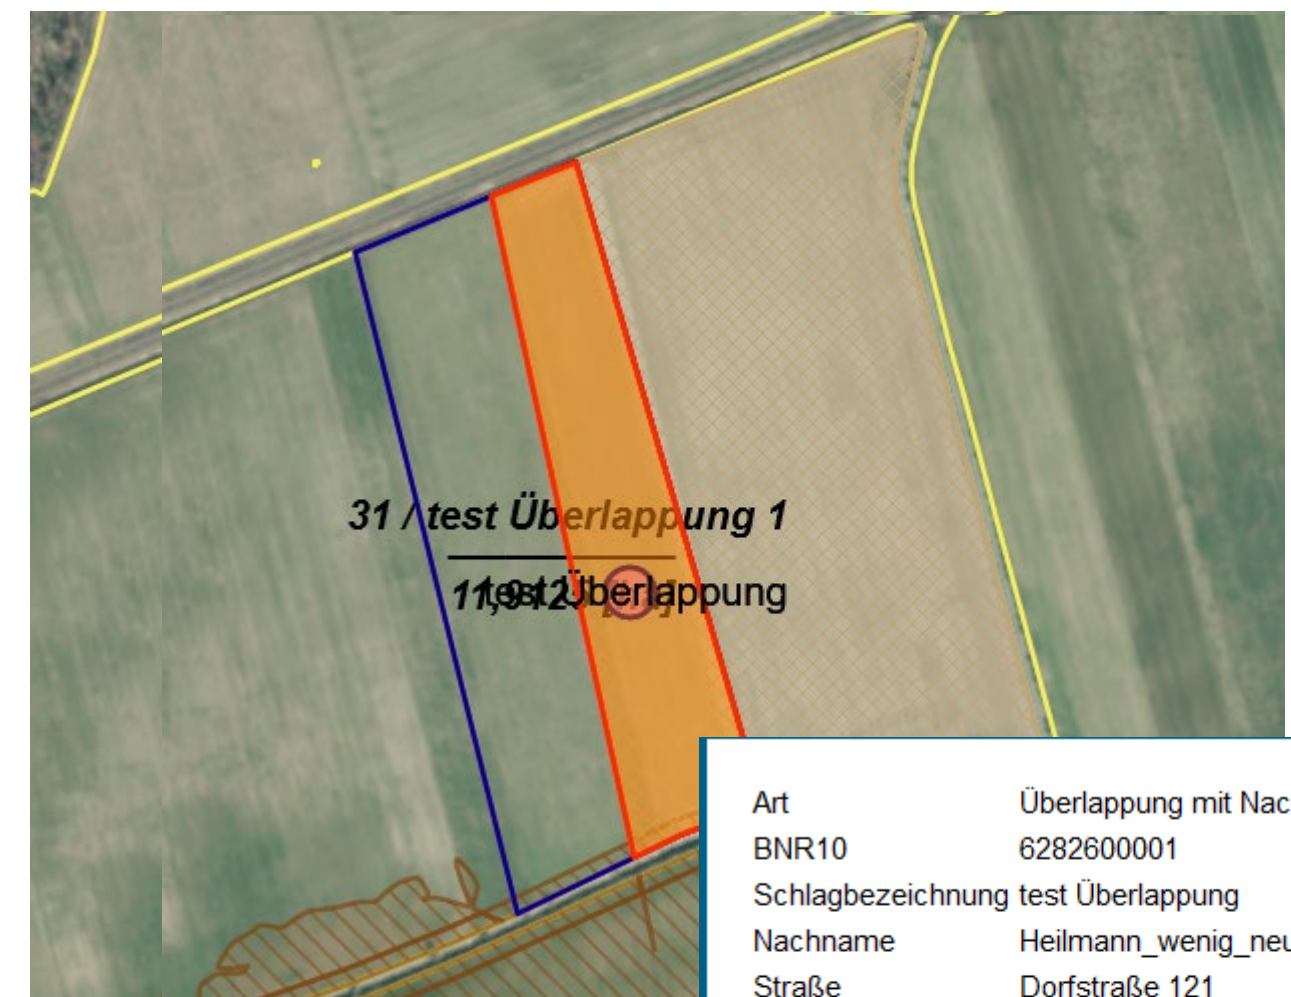 31 / test Überlappung 1
test Überlappung
Art Überlappung mit Nac
BNR10 6282600001
Schlagbezeichnung test Überlappung
Nachname Heilmann_wenig_neu
Straße Dorfstraße 121